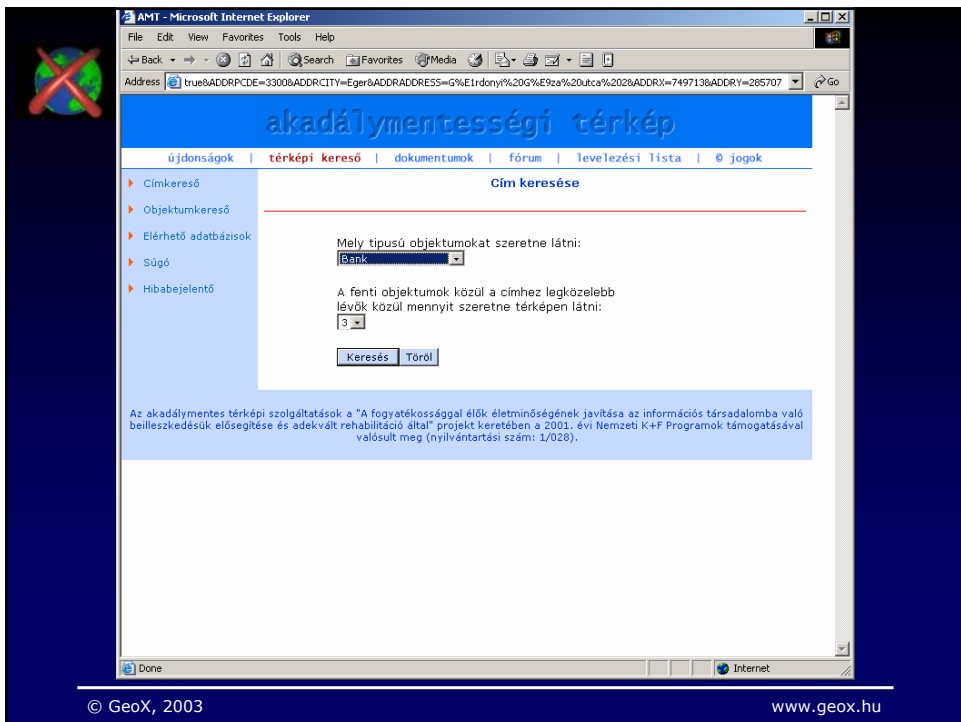 AMT - Microsoft Internet Explorer
File Edit View Favorites Tools Help
Back Search Favorites Media
Address true&ADDRPCDE=3300&ADDRCITY=Eger&ADDRADDRESS=G%E1rdonyi%20G%E9za%20utca%2028&ADDRX=749713&ADDRY=285707 Go
akadálymentességi térkép
újdonságok | térképi kereső | dokumentumok | fórum | levelezési lista | © jogok
Címkereső
Objektumkereső
Elérhető adatbázisok
Súgó
Hibabejelentő
Cím keresése
Mely tipusú objektumokat szeretne látni:
Bank
A fenti objektumok közül a címhez legközelebb
lévők közül mennyit szeretne térképen látni:
3
Keresés Töröl
Az akadálymentes térképi szolgáltatások a "A fogyatékossággal élők életminőségének javítása az információs társadalomba való
beilleszkedésük elősegítése és adekvált rehabilitáció által" projekt keretében a 2001. évi Nemzeti K+F Programok támogatásával
valósult meg (nyilvántartási szám: 1/028).
Done Internet
© GeoX, 2003 www.geox.hu